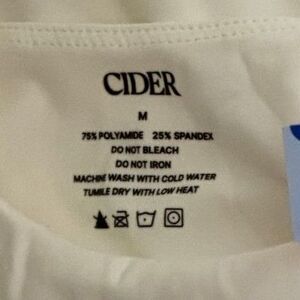 CIDER
M
75% POLYAMIDE 25% SPANDEX
DO NOT BLEACH
DO NOT IRON
MACHINE WASH WITH COLD WATER
TUMBLE DRY WITH LOW HEAT